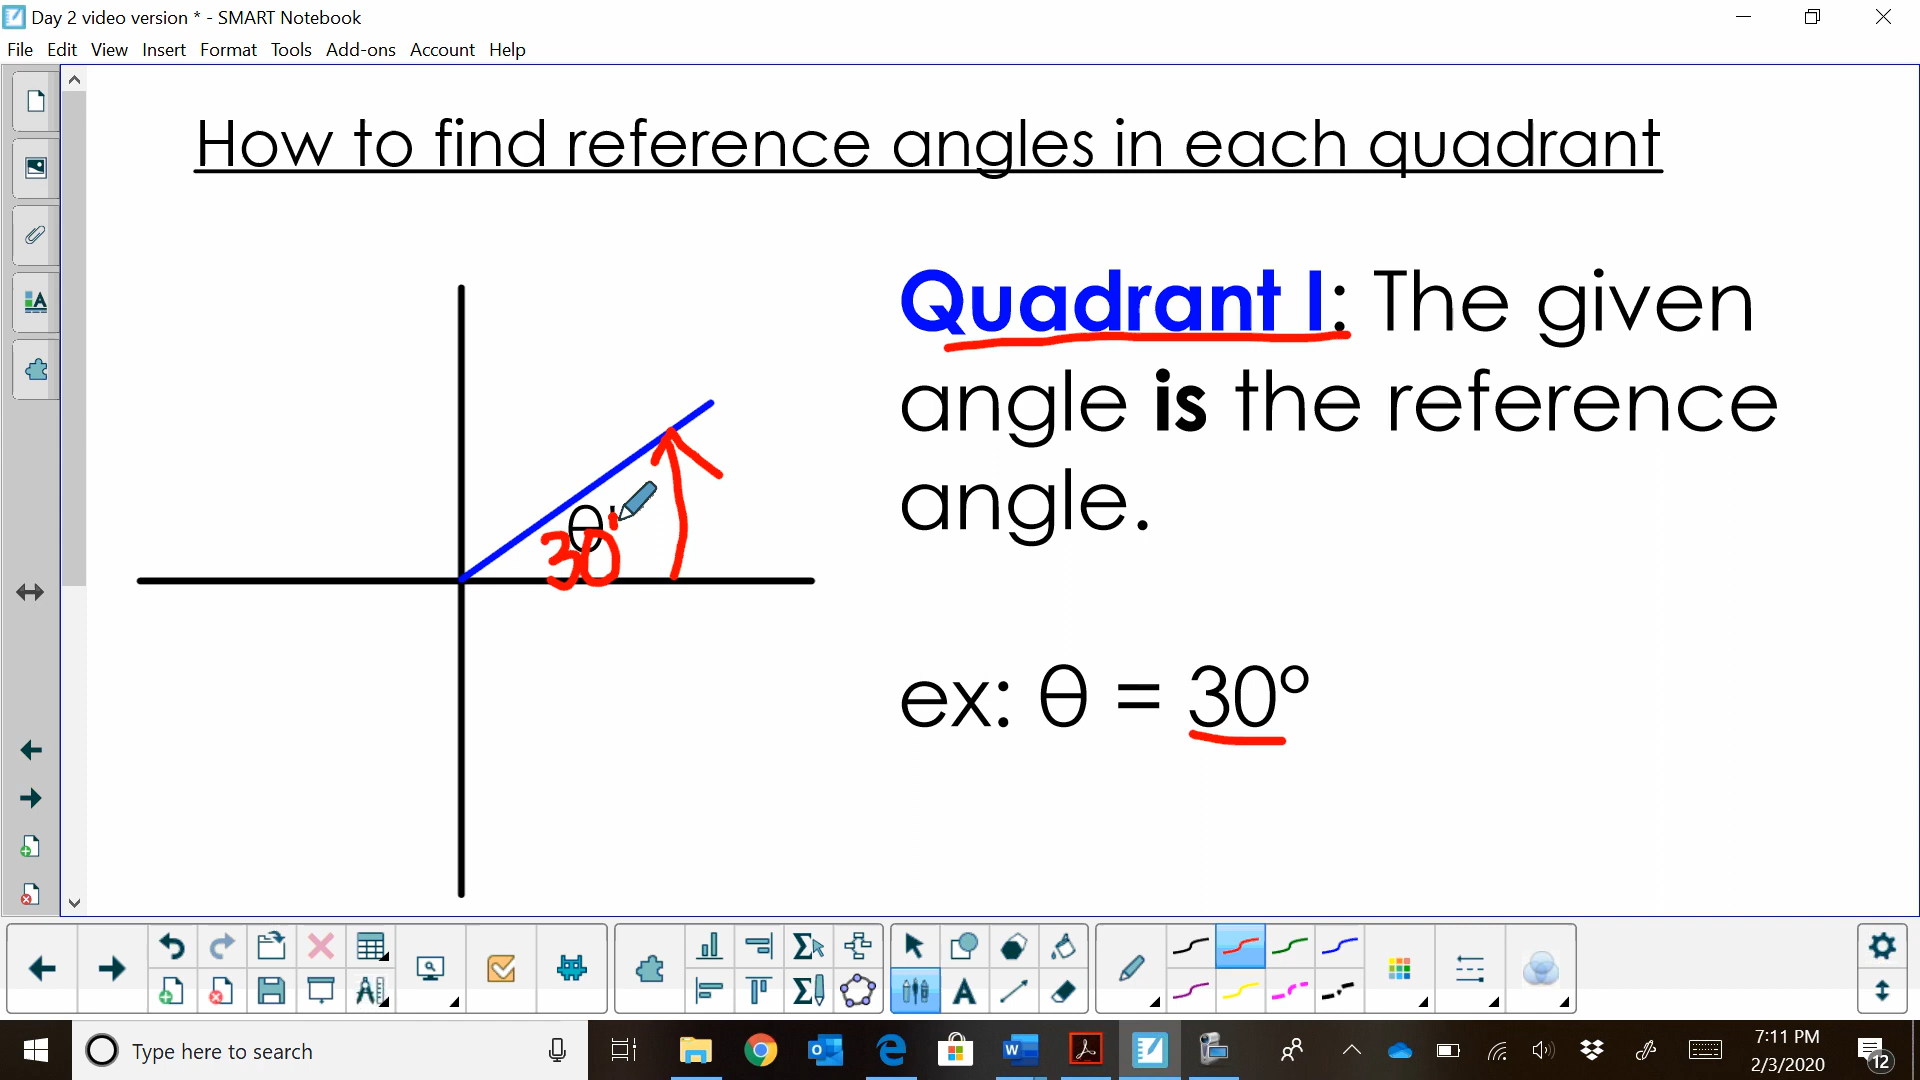 Day 2 video version * - SMART Notebook
File Edit View Insert Format Tools Add-ons Account Help
How to find reference angles in each quadrant
Quadrant I: The given
angle is the reference
angle.
θ'
30
ex: θ = 30°
Type here to search
7:11 PM
2/3/2020
12